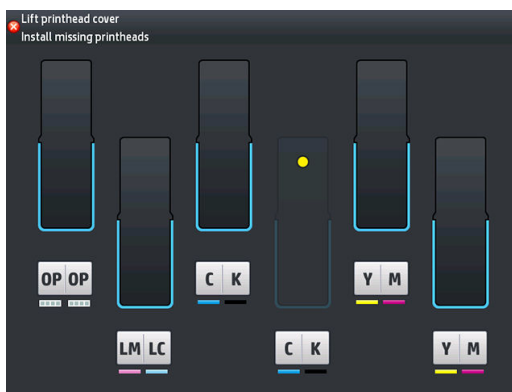 Lift printhead cover
Install missing printheads
OP OP
C K
Y M
LM LC
C K
Y M